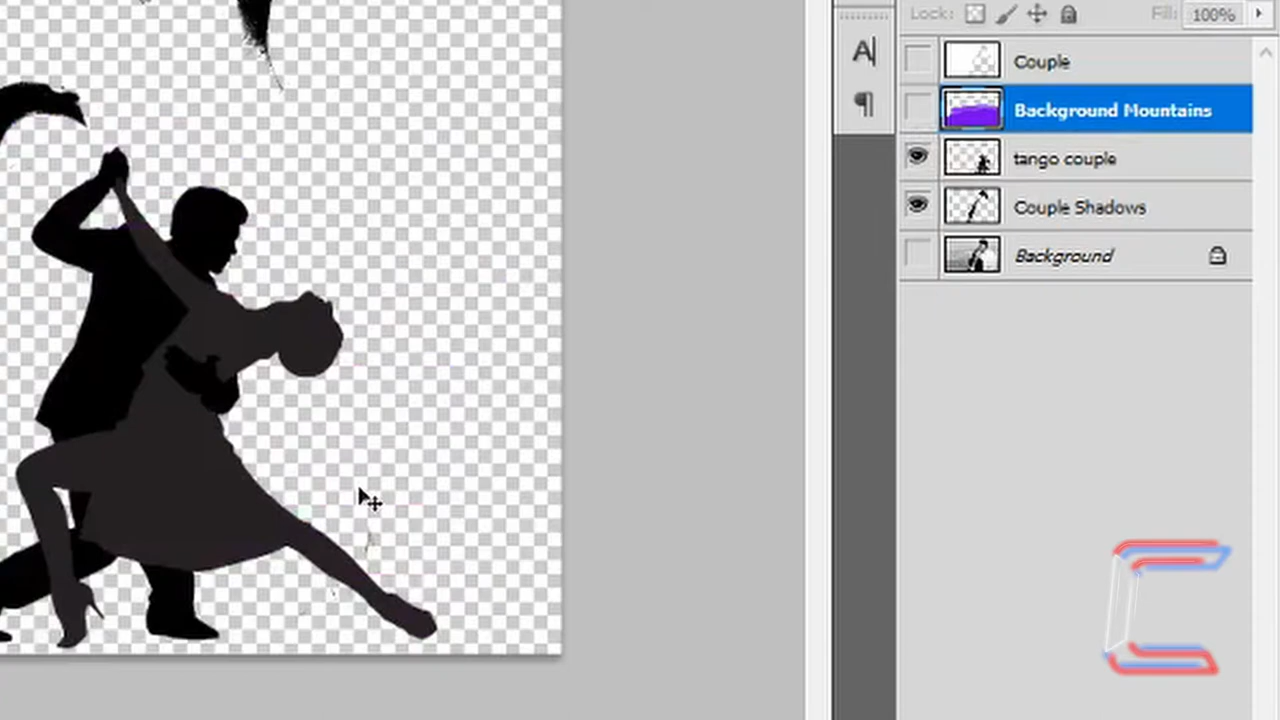 Lock:
Fill: 100%
A
¶
Couple
Background Mountains
tango couple
Couple Shadows
Background
C